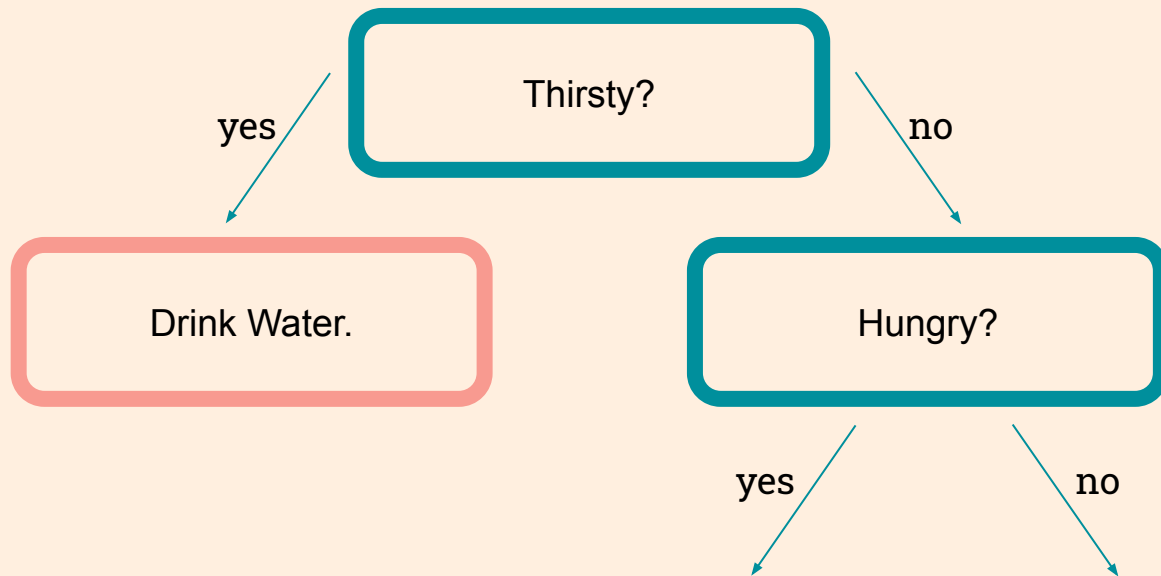 Thirsty?
yes
no
Drink Water.
Hungry?
yes
no